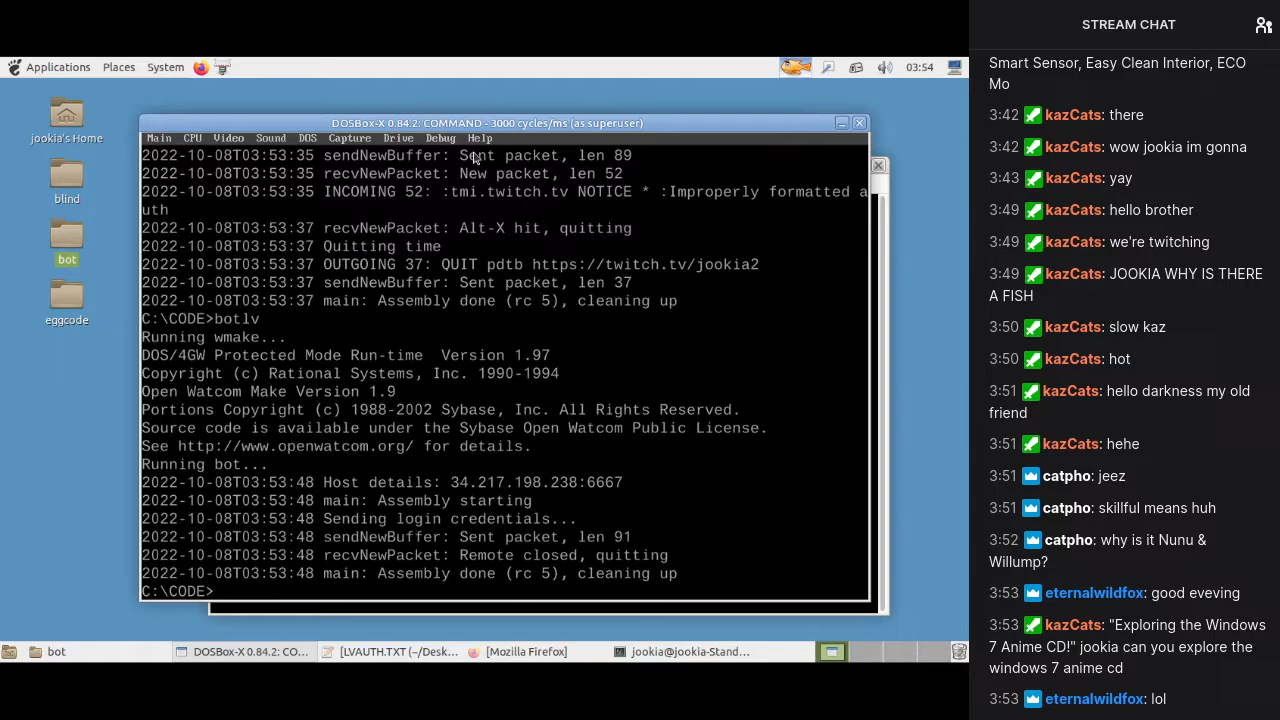 STREAM CHAT
Applications Places System 03:54
jookia's Home
blind
bot
eggcode
DOSBox-X 0.84.2: COMMAND - 3000 cycles/ms (as superuser)
Main CPU Video Sound DOS Capture Drive Debug Help
2022-10-08T03:53:35 sendNewBuffer: Sent packet, len 89
2022-10-08T03:53:35 recvNewPacket: New packet, len 52
2022-10-08T03:53:35 INCOMING 52: :tmi.twitch.tv NOTICE * :Improperly formatted a
uth
2022-10-08T03:53:37 recvNewPacket: Alt-X hit, quitting
2022-10-08T03:53:37 Quitting time
2022-10-08T03:53:37 OUTGOING 37: QUIT pdtb https://twitch.tv/jookia2
2022-10-08T03:53:37 sendNewBuffer: Sent packet, len 37
2022-10-08T03:53:37 main: Assembly done (rc 5), cleaning up
C:\CODE>botlv
Running wmake...
DOS/4GW Protected Mode Run-time  Version 1.97
Copyright (c) Rational Systems, Inc. 1990-1994
Open Watcom Make Version 1.9
Portions Copyright (c) 1988-2002 Sybase, Inc. All Rights Reserved.
Source code is available under the Sybase Open Watcom Public License.
See http://www.openwatcom.org/ for details.
Running bot...
2022-10-08T03:53:48 Host details: 34.217.198.238:6667
2022-10-08T03:53:48 main: Assembly starting
2022-10-08T03:53:48 Sending login credentials...
2022-10-08T03:53:48 sendNewBuffer: Sent packet, len 91
2022-10-08T03:53:48 recvNewPacket: Remote closed, quitting
2022-10-08T03:53:48 main: Assembly done (rc 5), cleaning up
C:\CODE>
bot DOSBox-X 0.84.2: CO... [LVAUTH.TXT (~/Desk... [Mozilla Firefox] jookia@jookia-Stand...
Smart Sensor, Easy Clean Interior, ECO
Mo
3:42 kazCats: there
3:42 kazCats: wow jookia im gonna
3:43 kazCats: yay
3:49 kazCats: hello brother
3:49 kazCats: we're twitching
3:49 kazCats: JOOKIA WHY IS THERE
A FISH
3:50 kazCats: slow kaz
3:50 kazCats: hot
3:51 kazCats: hello darkness my old
friend
3:51 kazCats: hehe
3:51 catpho: jeez
3:51 catpho: skillful means huh
3:52 catpho: why is it Nunu &
Willump?
3:53 eternalwildfox: good eveving
3:53 kazCats: "Exploring the Windows
7 Anime CD!" jookia can you explore the
windows 7 anime cd
3:53 eternalwildfox: lol